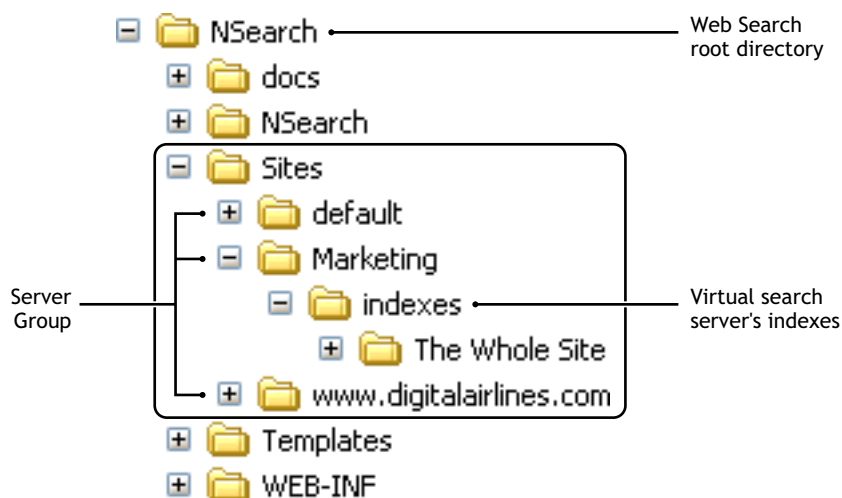 NSearch
Web Search
root directory
docs
NSearch
Sites
default
Marketing
Server
Group
indexes
Virtual search
server's indexes
The Whole Site
www.digitalairlines.com
Templates
WEB-INF